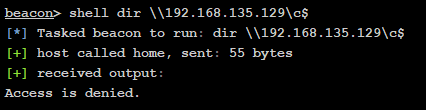 beacon> shell dir \\192.168.135.129\c$
[*] Tasked beacon to run: dir \\192.168.135.129\c$
[+] host called home, sent: 55 bytes
[+] received output:
Access is denied.